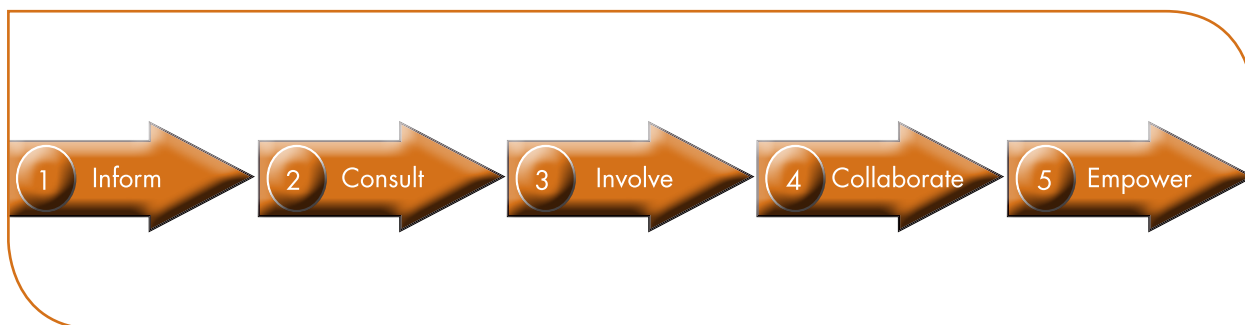 1 Inform
2 Consult
3 Involve
4 Collaborate
5 Empower